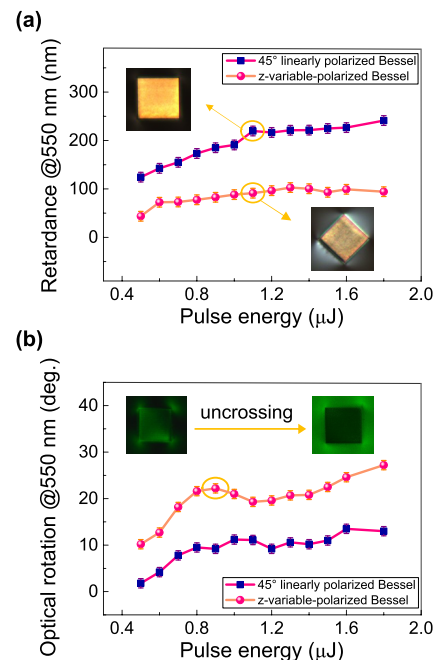 (a)
Retardance @550 nm (nm)
300
200
100
0
45° linearly polarized Bessel
z-variable-polarized Bessel
0.4
0.8
1.2
1.6
2.0
Pulse energy (μJ)
(b)
Optical rotation @550 nm (deg.)
40
30
20
10
0
uncrossing
45° linearly polarized Bessel
z-variable-polarized Bessel
0.4
0.8
1.2
1.6
2.0
Pulse energy (μJ)